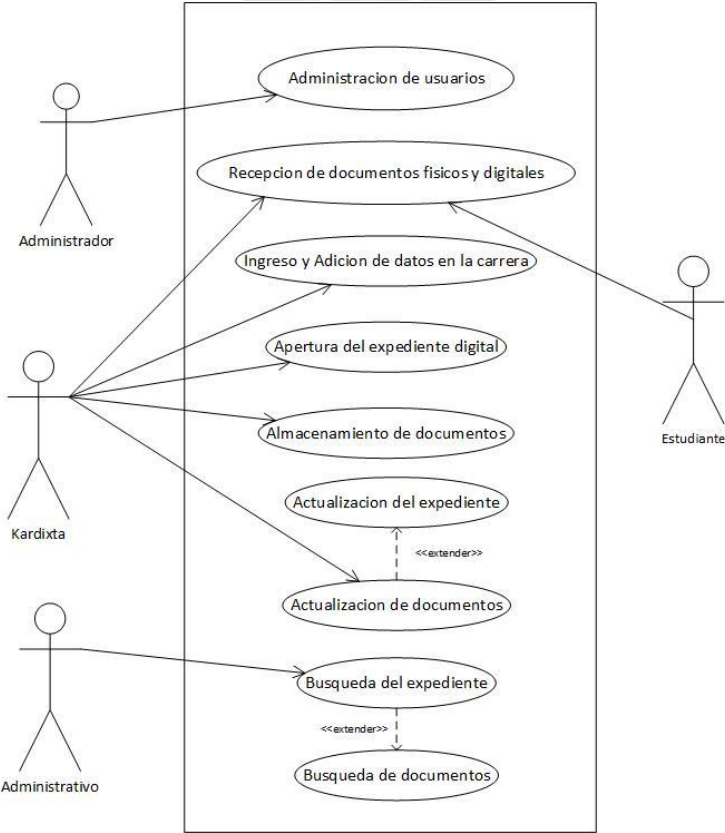 Administracion de usuarios
Recepcion de documentos fisicos y digitales
Administrador
Ingreso y Adicion de datos en la carrera
Apertura del expediente digital
Almacenamiento de documentos
Estudiante
Actualizacion del expediente
Kardixta
<<extender>>
Actualizacion de documentos
Busqueda del expediente
<<extender>>
Busqueda de documentos
Administrativo